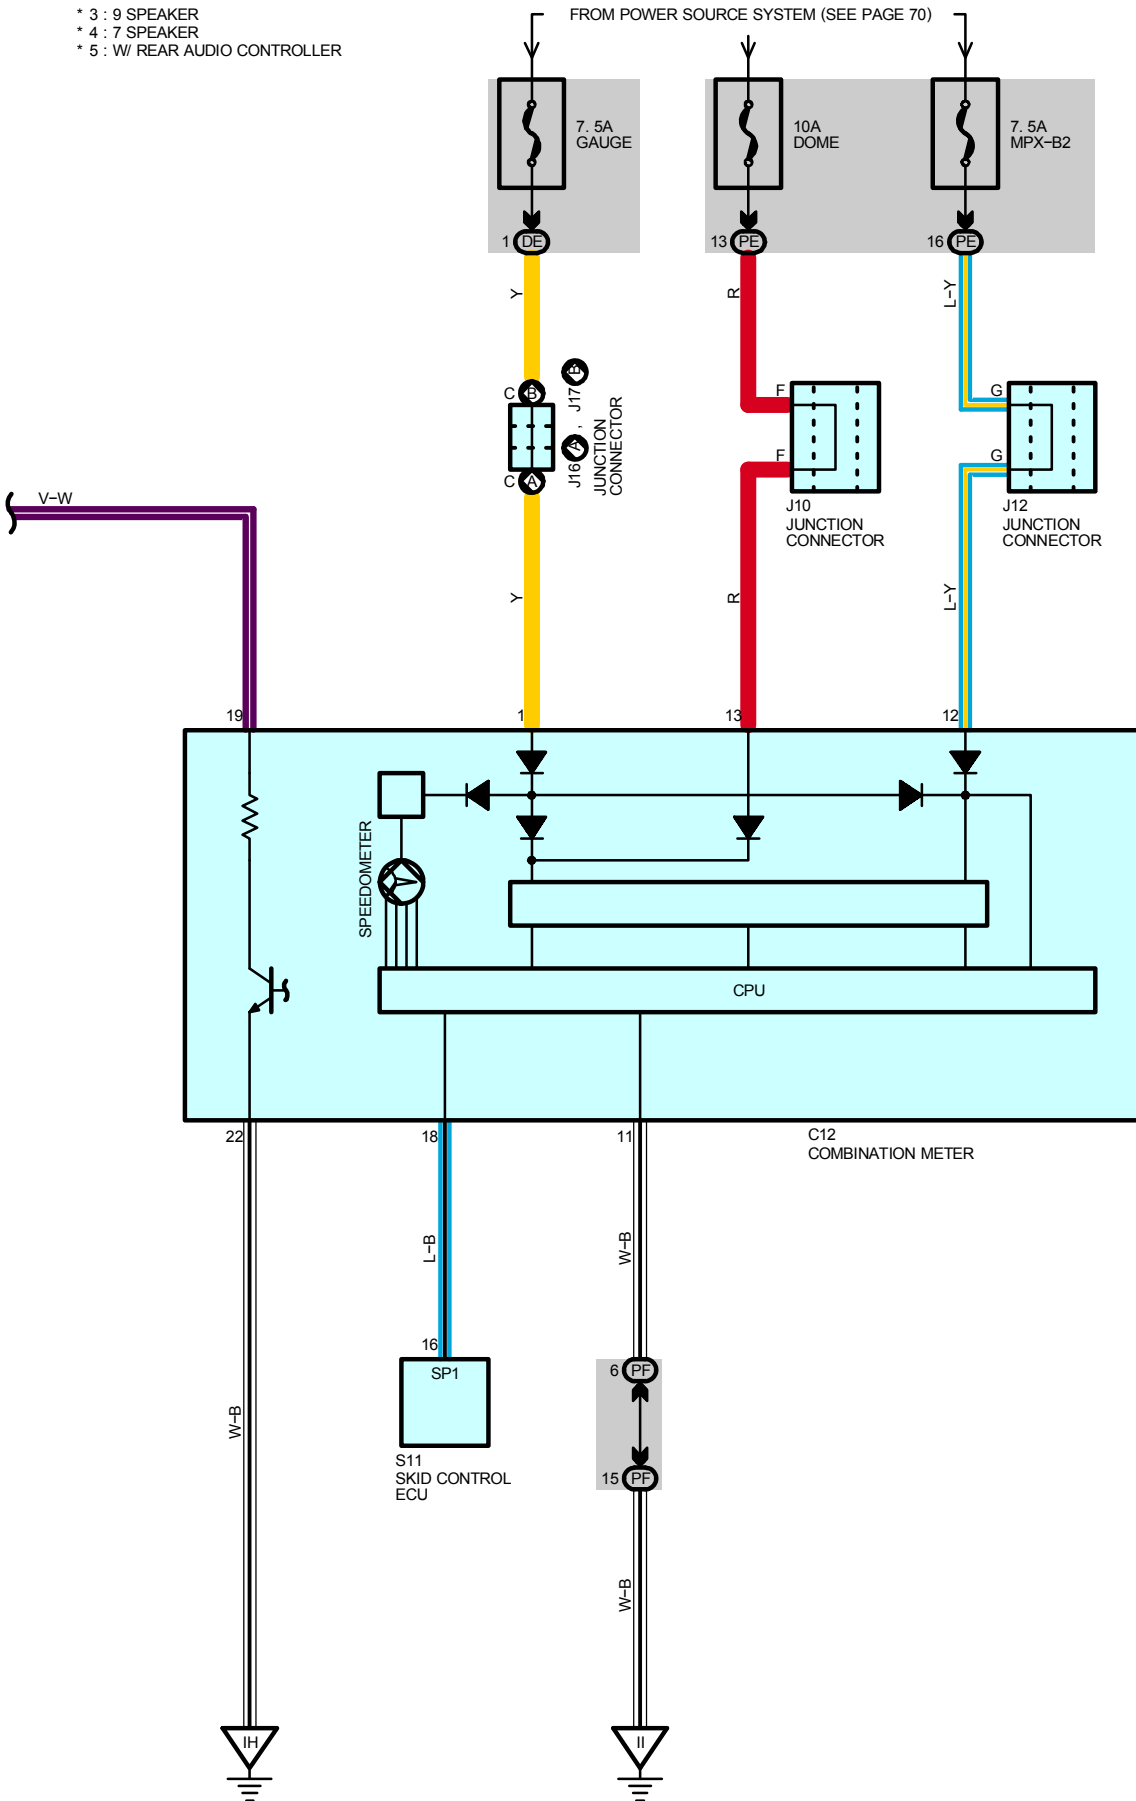 * 3 : 9 SPEAKER
* 4 : 7 SPEAKER
* 5 : W/ REAR AUDIO CONTROLLER
FROM POWER SOURCE SYSTEM (SEE PAGE 70)
7. 5A
GAUGE
10A
DOME
7. 5A
MPX-B2
1 DE
13 PE
16 PE
Y
R
L-Y
C B
J16 A , J17 B
JUNCTION
CONNECTOR
C A
F
F
J10
JUNCTION
CONNECTOR
G
G
J12
JUNCTION
CONNECTOR
V-W
Y
R
L-Y
19
1
13
12
SPEEDOMETER
CPU
22
18
11
C12
COMBINATION METER
L-B
W-B
16
SP1
S11
SKID CONTROL
ECU
6 PF
15 PF
W-B
W-B
IH
II